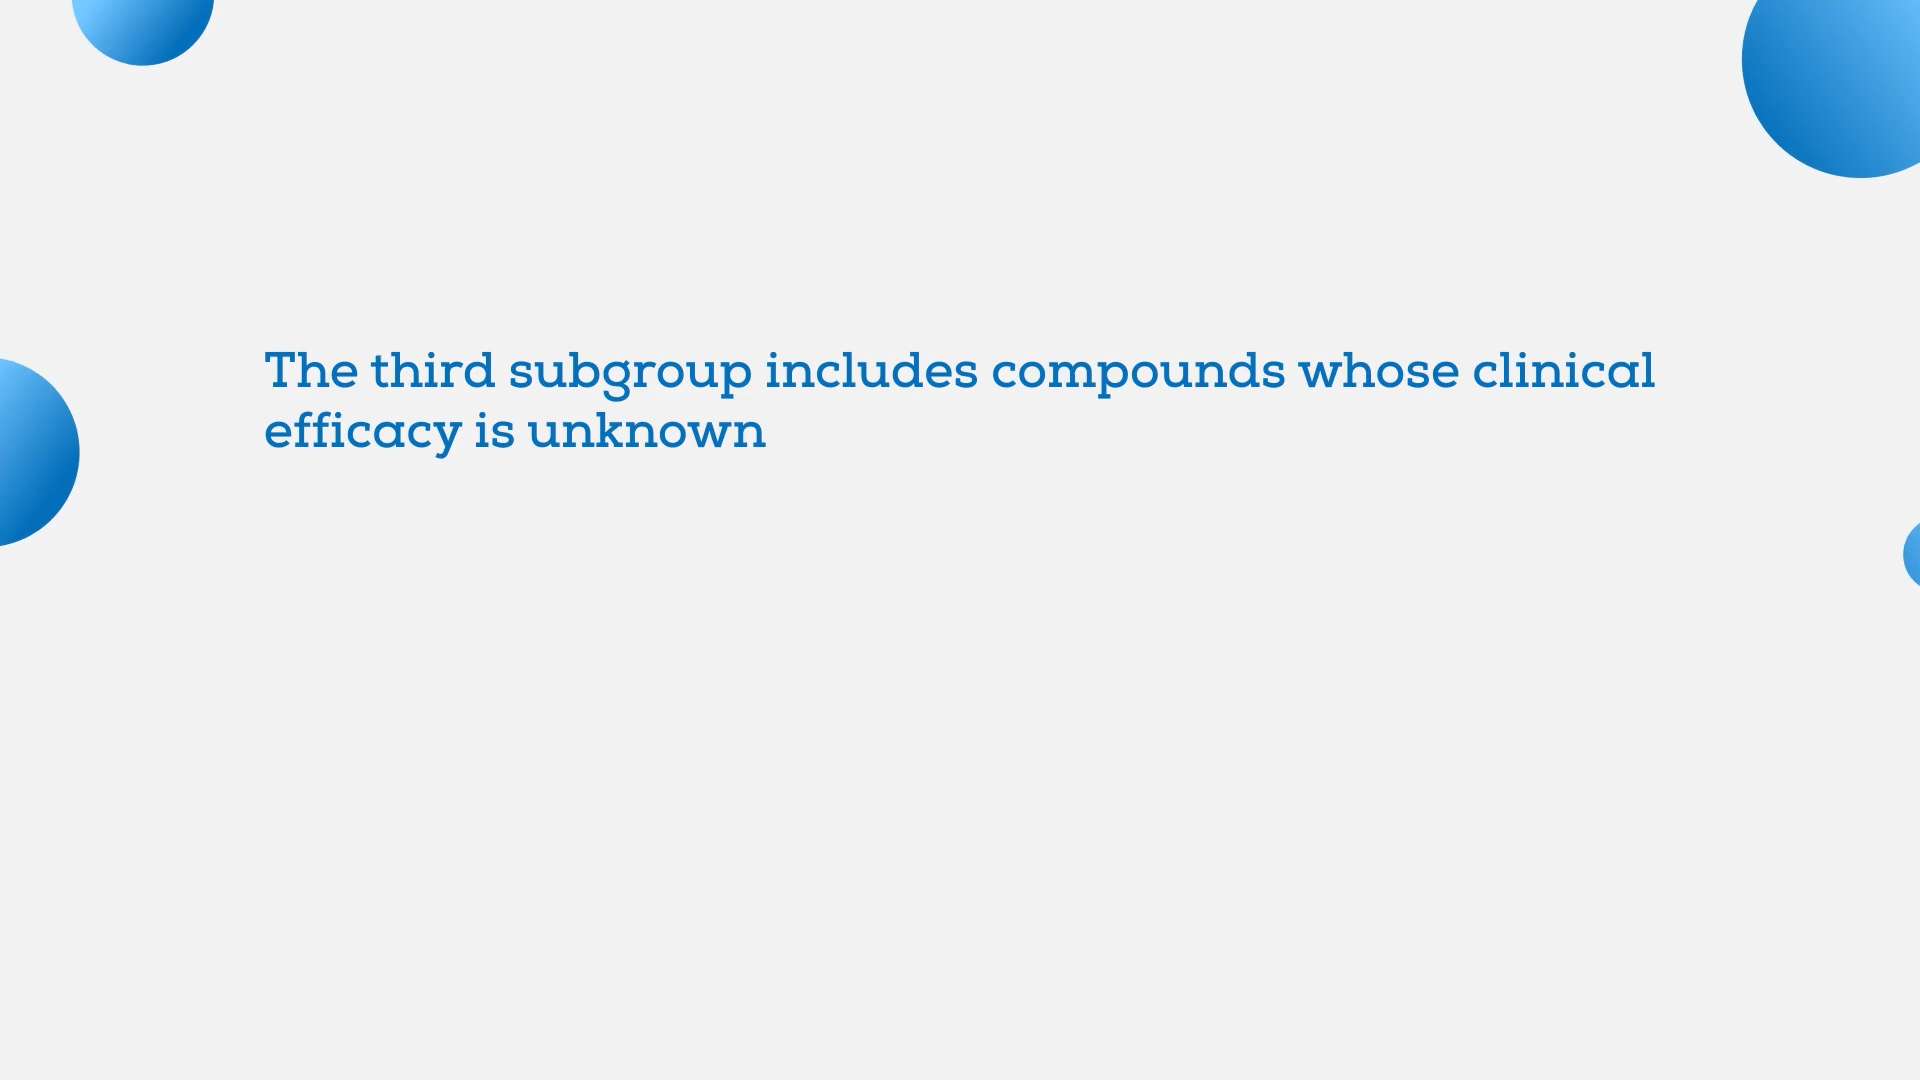 The third subgroup includes compounds whose clinical
efficacy is unknown